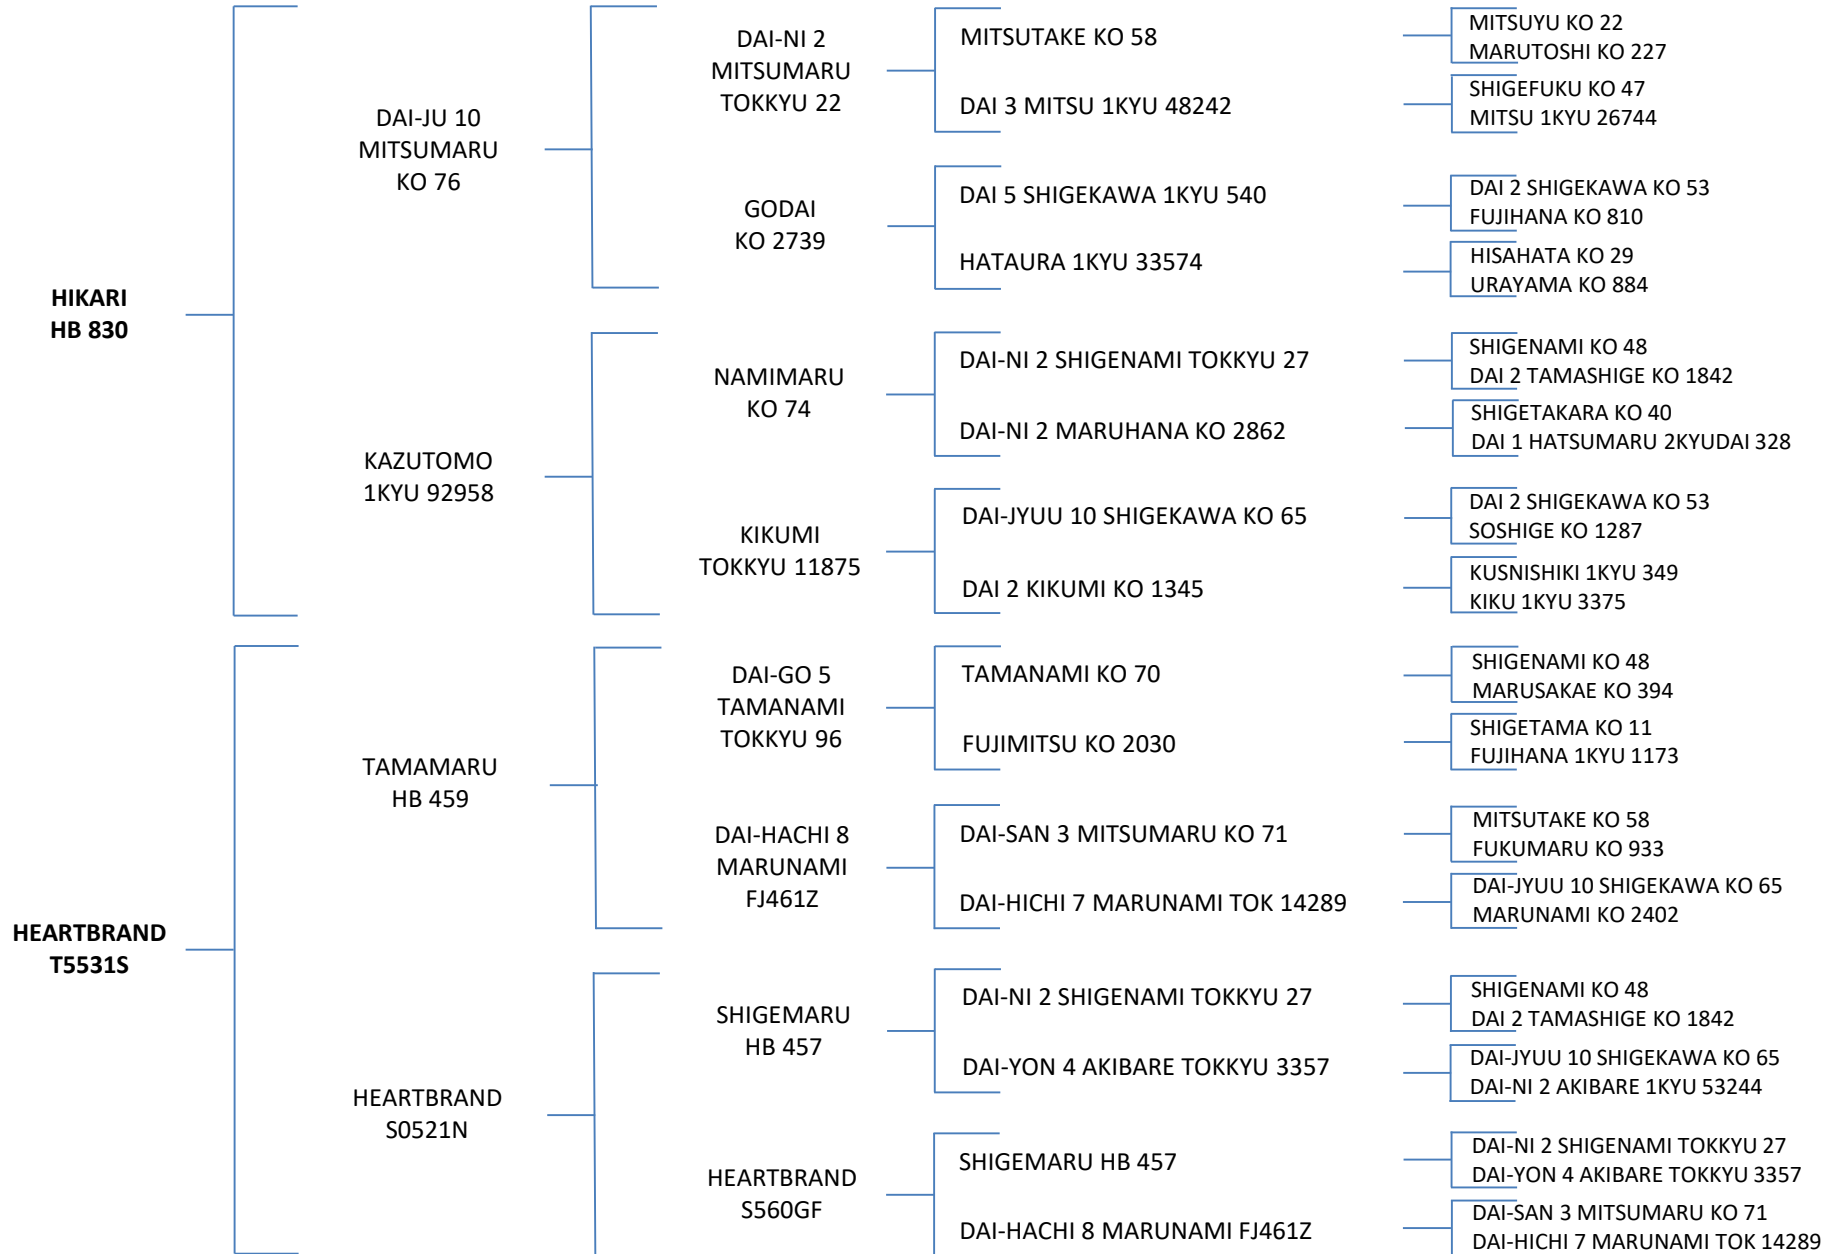 HIKARI
HB 830
HEARTBRAND
T5531S
DAI-JU 10
MITSUMARU
KO 76
KAZUTOMO
1KYU 92958
TAMAMARU
HB 459
HEARTBRAND
S0521N
DAI-NI 2
MITSUMARU
TOKKYU 22
GODAI
KO 2739
NAMIMARU
KO 74
KIKUMI
TOKKYU 11875
DAI-GO 5
TAMANAMI
TOKKYU 96
DAI-HACHI 8
MARUNAMI
FJ461Z
SHIGEMARU
HB 457
HEARTBRAND
S560GF
MITSUTAKE KO 58
DAI 3 MITSU 1KYU 48242
DAI 5 SHIGEKAWA 1KYU 540
HATAURA 1KYU 33574
DAI-NI 2 SHIGENAMI TOKKYU 27
DAI-NI 2 MARUHANA KO 2862
DAI-JYUU 10 SHIGEKAWA KO 65
DAI 2 KIKUMI KO 1345
TAMANAMI KO 70
FUJIMITSU KO 2030
DAI-SAN 3 MITSUMARU KO 71
DAI-HICHI 7 MARUNAMI TOK 14289
DAI-NI 2 SHIGENAMI TOKKYU 27
DAI-YON 4 AKIBARE TOKKYU 3357
SHIGEMARU HB 457
DAI-HACHI 8 MARUNAMI FJ461Z
MITSUYU KO 22
MARUTOSHI KO 227
SHIGEFUKU KO 47
MITSU 1KYU 26744
DAI 2 SHIGEKAWA KO 53
FUJIHANA KO 810
HISAHATA KO 29
URAYAMA KO 884
SHIGENAMI KO 48
DAI 2 TAMASHIGE KO 1842
SHIGETAKARA KO 40
DAI 1 HATSUMARU 2KYUDAI 328
DAI 2 SHIGEKAWA KO 53
SOSHIGE KO 1287
KUSNISHIKI 1KYU 349
KIKU 1KYU 3375
SHIGENAMI KO 48
MARUSAKAE KO 394
SHIGETAMA KO 11
FUJIHANA 1KYU 1173
MITSUTAKE KO 58
FUKUMARU KO 933
DAI-JYUU 10 SHIGEKAWA KO 65
MARUNAMI KO 2402
SHIGENAMI KO 48
DAI 2 TAMASHIGE KO 1842
DAI-JYUU 10 SHIGEKAWA KO 65
DAI-NI 2 AKIBARE 1KYU 53244
DAI-NI 2 SHIGENAMI TOKKYU 27
DAI-YON 4 AKIBARE TOKKYU 3357
DAI-SAN 3 MITSUMARU KO 71
DAI-HICHI 7 MARUNAMI TOK 14289